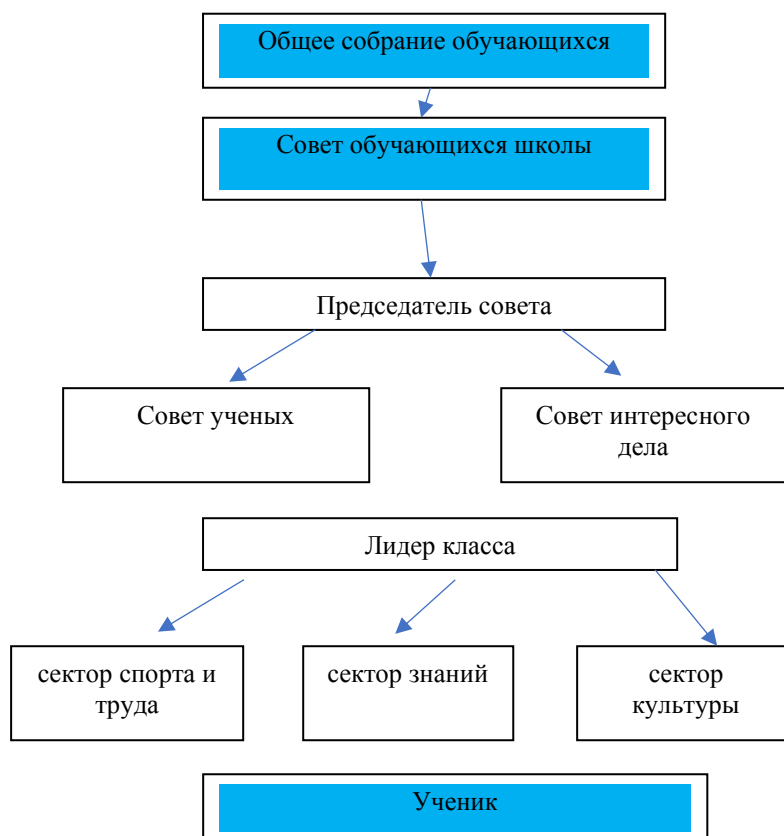 Общее собрание обучающихся
Совет обучающихся школы
Председатель совета
Совет ученых
Совет интересного
дела
Лидер класса
сектор спорта и
труда
сектор знаний
сектор
культуры
Ученик